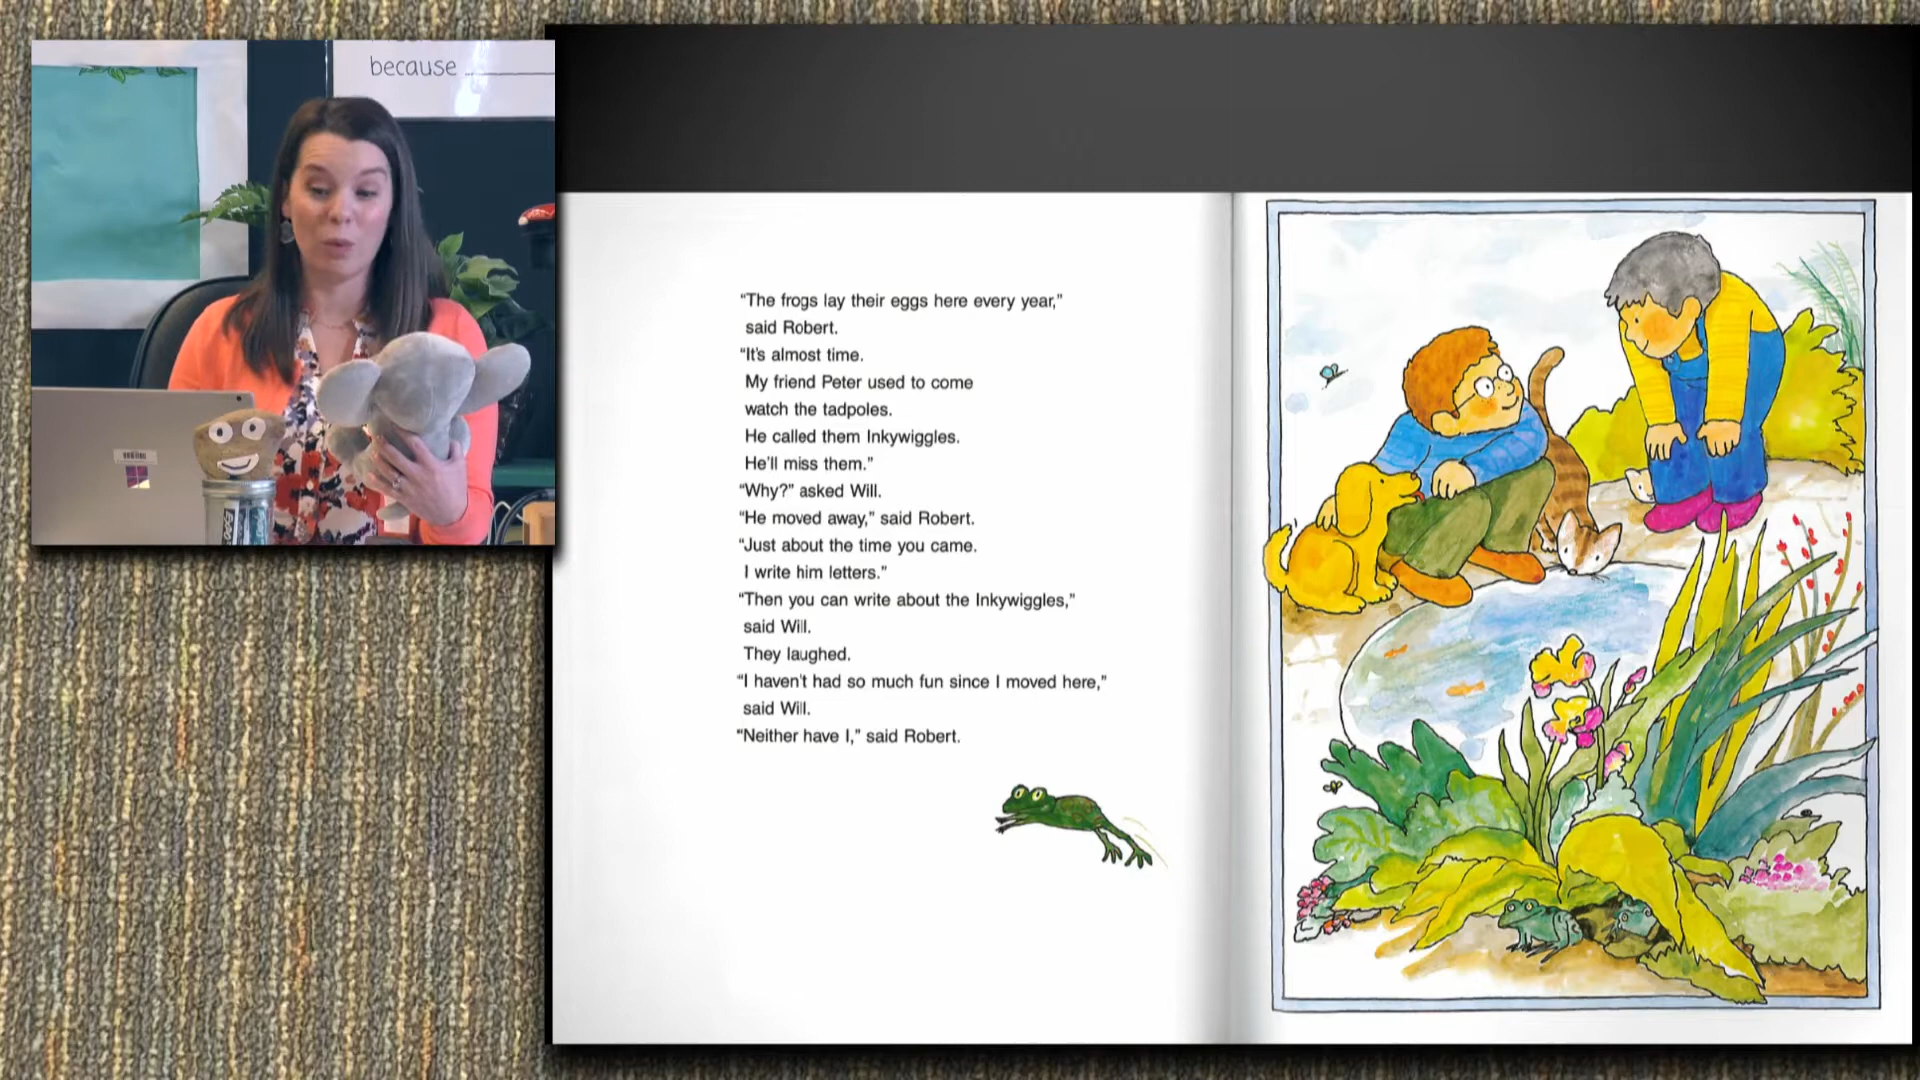 because
“The frogs lay their eggs here every year,”
said Robert.
“It's almost time.
My friend Peter used to come
watch the tadpoles.
He called them Inkywiggles.
He'll miss them.”
“Why?” asked Will.
“He moved away,” said Robert.
“Just about the time you came.
I write him letters.”
“Then you can write about the Inkywiggles,”
said Will.
They laughed.
“I haven't had so much fun since I moved here,”
said Will.
“Neither have I,” said Robert.